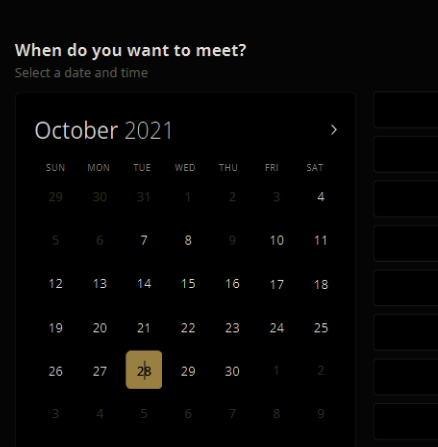 When do you want to meet?
Select a date and time
October 2021
SUN MON TUE WED THU FRI SAT
29 30 31 1 2 3 4
5 6 7 8 9 10 11
12 13 14 15 16 17 18
19 20 21 22 23 24 25
26 27 28 29 30 1 2
3 4 5 6 7 8 9